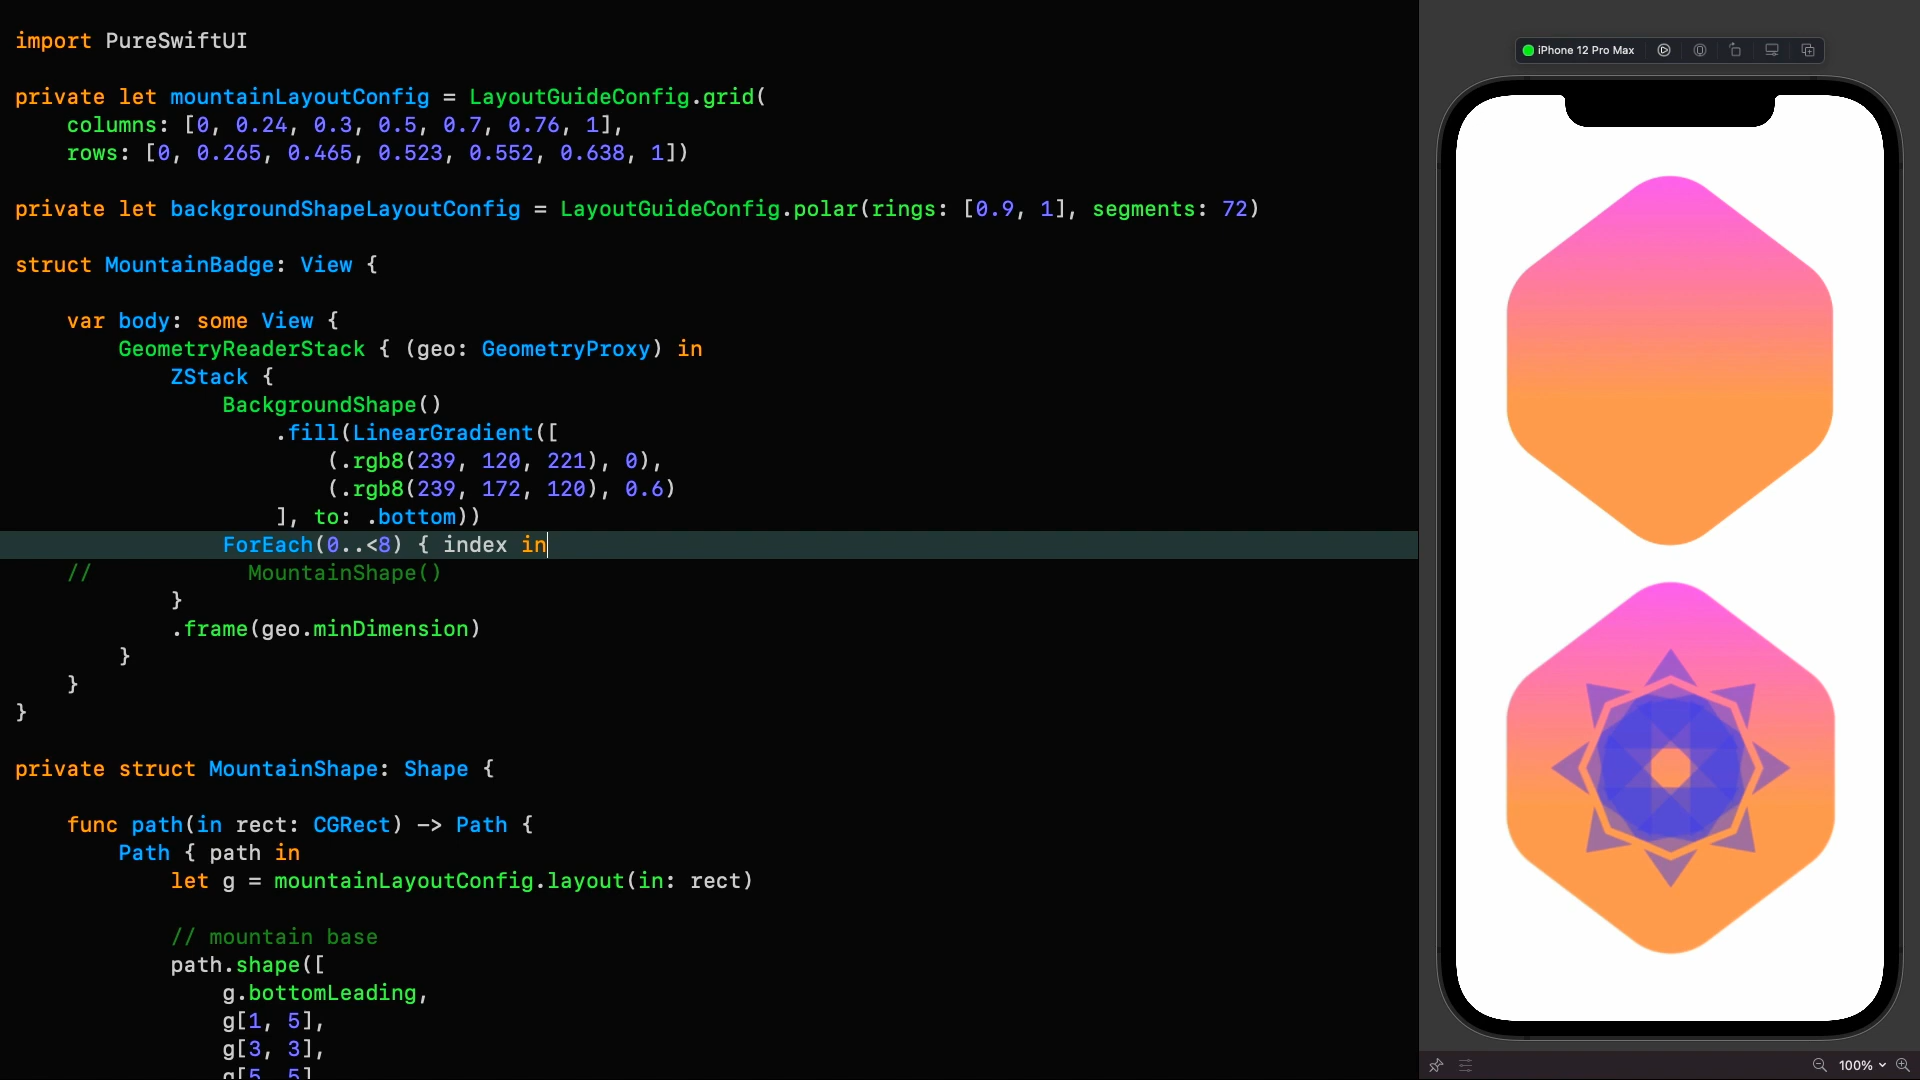 import PureSwiftUI
private let mountainLayoutConfig = LayoutGuideConfig.grid(
columns: [0, 0.24, 0.3, 0.5, 0.7, 0.76, 1],
rows: [0, 0.265, 0.465, 0.523, 0.552, 0.638, 1])
private let backgroundShapeLayoutConfig = LayoutGuideConfig.polar(rings: [0.9, 1], segments: 72)
struct MountainBadge: View {
var body: some View {
GeometryReaderStack { (geo: GeometryProxy) in
ZStack {
BackgroundShape()
.fill(LinearGradient([
(.rgb8(239, 120, 221), 0),
(.rgb8(239, 172, 120), 0.6)
], to: .bottom))
ForEach(0..<8) { index in
// MountainShape()
}
.frame(geo.minDimension)
}
}
}
private struct MountainShape: Shape {
func path(in rect: CGRect) -> Path {
Path { path in
let g = mountainLayoutConfig.layout(in: rect)
// mountain base
path.shape([
g.bottomLeading,
g[1, 5],
g[3, 3],
g[5, 5]
iPhone 12 Pro Max
100%